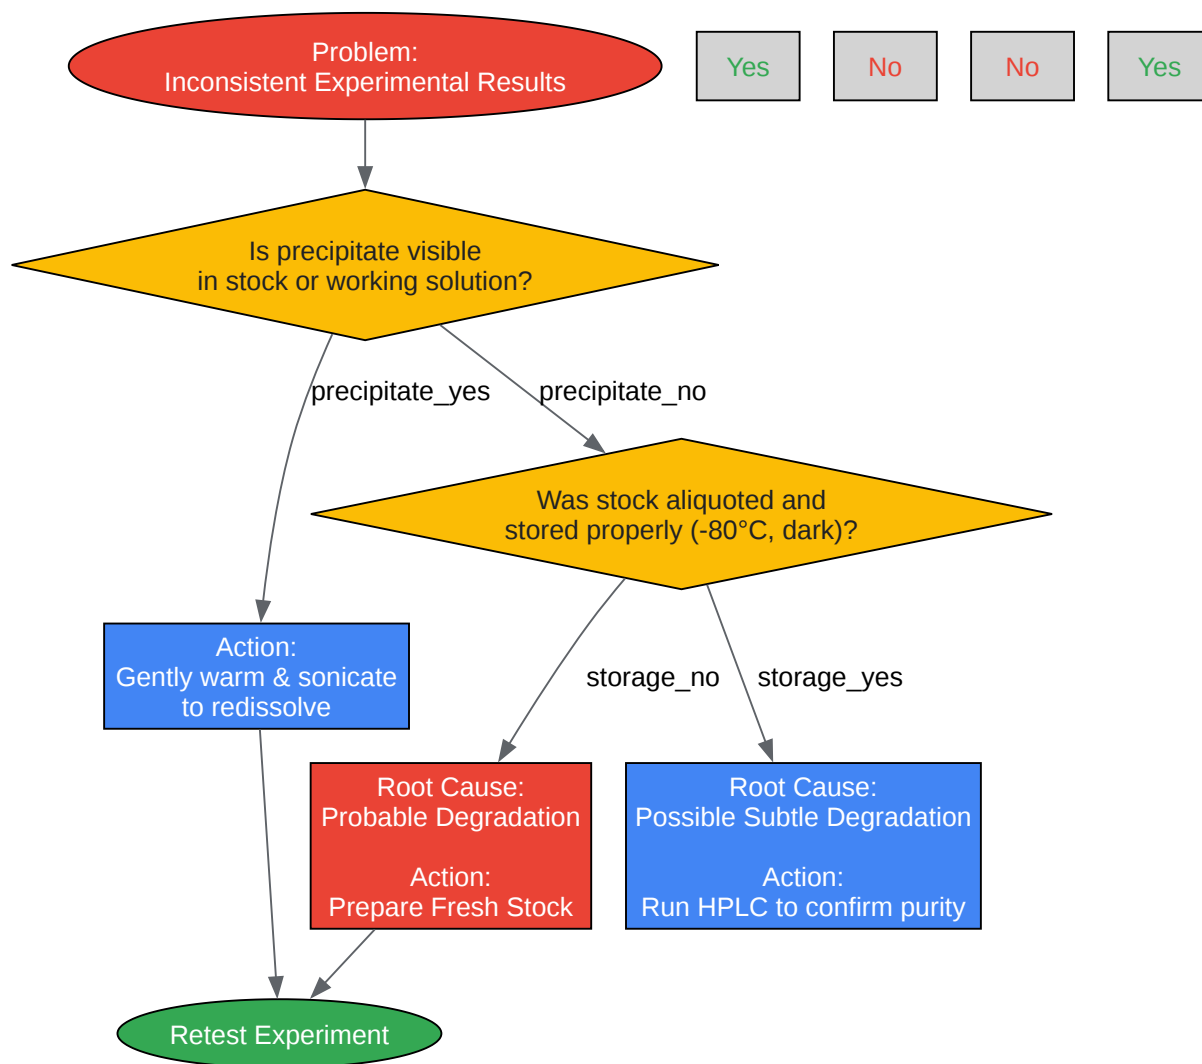 Problem:
Inconsistent Experimental Results
Yes
No
No
Yes
Is precipitate visible
in stock or working solution?
precipitate_yes
precipitate_no
Was stock aliquoted and
stored properly (-80°C, dark)?
storage_no
storage_yes
Action:
Gently warm & sonicate
to redissolve
Root Cause:
Probable Degradation
Action:
Prepare Fresh Stock
Root Cause:
Possible Subtle Degradation
Action:
Run HPLC to confirm purity
Retest Experiment